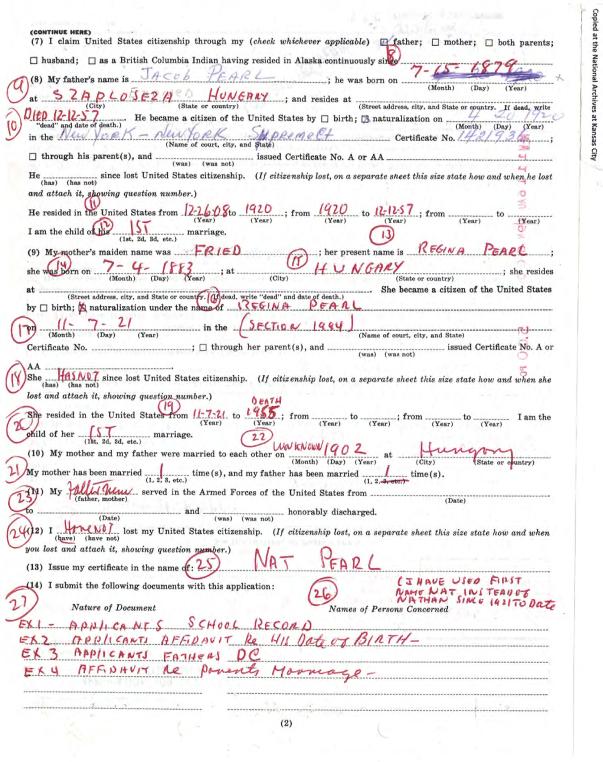 (CONTINUE HERE)
(7) I claim United States citizenship through my (check whichever applicable) ☑ father; ☐ mother; ☐ both parents;
☐ husband; ☐ as a British Columbia Indian having resided in Alaska continuously since
8
9
(8) My father's name is JACOB PEARL; he was born on 7-15-1879
(Month) (Day) (Year)
at SZAPLOSEZA HUNGARY; and resides at
(City) (State or country) (Street address, city, and State or country. If dead, write
10
DIED 12-12-57. He became a citizen of the United States by ☐ birth; ☒ naturalization on 4 20 1920
"dead" and date of death.) (Month) (Day) (Year)
in the NEW YORK - NEW YORK SUPREME CT Certificate No. 1421926;
(Name of court, city, and State)
☐ through his parent(s), and issued Certificate No. A or AA
(was) (was not)
He since lost United States citizenship. (If citizenship lost, on a separate sheet this size state how and when he lost
(has) (has not)
and attach it, showing question number.)
11
He resided in the United States from 12-26-08 to 1920; from 1920 to 12-12-57; from to
(Year) (Year) (Year) (Year) (Year) (Year)
12
13
I am the child of his 1ST marriage.
(1st, 2d, 3d, etc.)
(9) My mother's maiden name was FRIED; her present name is REGINA PEARL;
14
15
she was born on 7-4-1883; at HUNGARY; she resides
(Month) (Day) (Year) (City) (State or country)
at She became a citizen
(Street address, city, and State or country. If dead, write "dead" and date of death.)
16
by ☐ birth; ☒ naturalization under the name of REGINA PEARL
17
on 11-7-21 in the (SECTION 1994)
(Month) (Day) (Year) (Name of court, city, and State)
Certificate No. ; ☐ through her parent(s), and issued Certificate No. A or
(was) (was not)
AA
18
She HAS NOT since lost United States citizenship. (If citizenship lost, on a separate sheet this size state how and when she
(has) (has not)
lost and attach it, showing question number.)
19
DEATH
20
She resided in the United States from 11-7-21 to 1955; from to ; from to I am the
(Year) (Year) (Year) (Year) (Year) (Year)
child of her 1ST marriage.
(1st, 2d, 3d, etc.)
22
(10) My mother and my father were married to each other on UNKNOWN 1902 at Hungary
(Month) (Day) (Year) (City) (State or country)
21
My mother has been married 1 time(s), and my father has been married 1 time(s).
(1, 2, 3, etc.) (1, 2, 3, etc.)
23
(11) My served in the Armed Forces of the United States from
(father, mother) (Date)
to and honorably discharged.
(Date) (was) (was not)
24
(12) I HAVE NOT lost my United States citizenship. (If citizenship lost, on a separate sheet this size state how and when
(have) (have not)
you lost and attach it, showing question number.)
(13) Issue my certificate in the name of: 25 NAT PEARL
(14) I submit the following documents with this application:
26
(I HAVE USED FIRST
NAME NAT INSTEAD OF
NATHAN SINCE 1921 TO Date
27
Nature of Document Names of Persons Concerned
EX1 - APPLICANTS SCHOOL RECORD
EX2 APPLICANTS AFFIDAVIT Re HIS Date of BIRTH-
EX 3 APPLICANTS FATHERS DC
EX 4 AFFIDAVIT Re Parents Marriage-
(2)
Copied at the National Archives at Kansas City